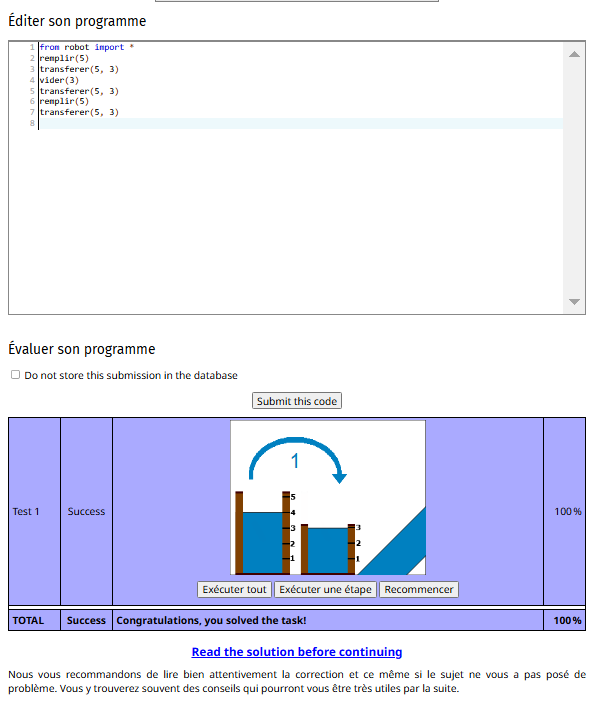 Éditer son programme
1 from robot import *
2 remplir(5)
3 transferer(5, 3)
4 vider(3)
5 transferer(5, 3)
6 remplir(5)
7 transferer(5, 3)
8
Évaluer son programme
Do not store this submission in the database
Submit this code
1
5
4
3 3
2 2
1 1
Test 1 Success 100 %
Exécuter tout Exécuter une étape Recommencer
TOTAL Success Congratulations, you solved the task! 100 %
Read the solution before continuing
Nous vous recommandons de lire bien attentivement la correction et ce même si le sujet ne vous a pas posé de
problème. Vous y trouverez souvent des conseils qui pourront vous être très utiles par la suite.